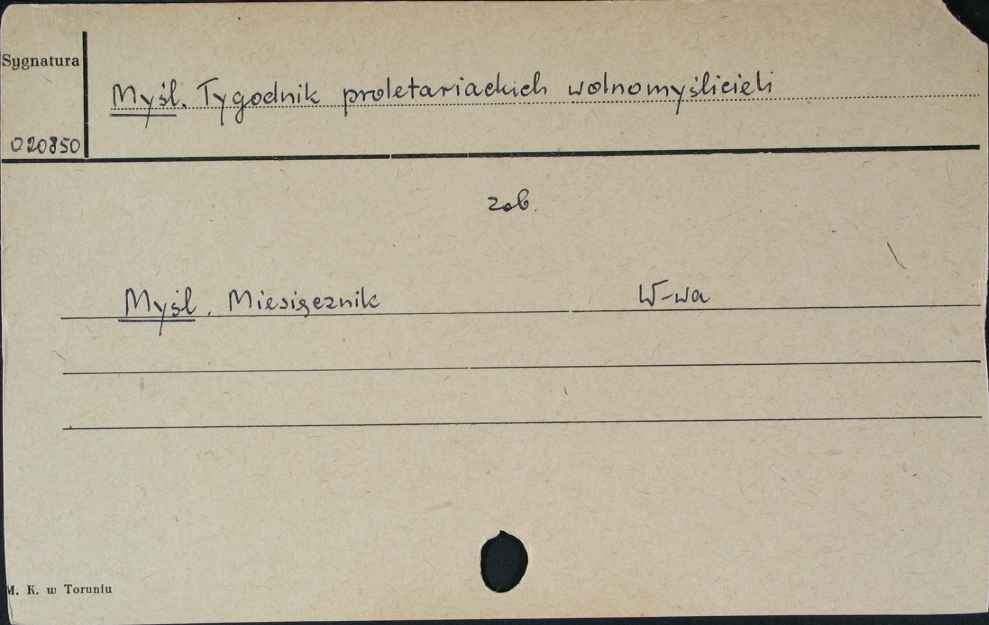 Sygnatura
Myśl. Tygodnik proletariackich wolnomyślicieli
020850
zob.
Myśl. Miesięcznik W-wa
M. K. w Toruniu